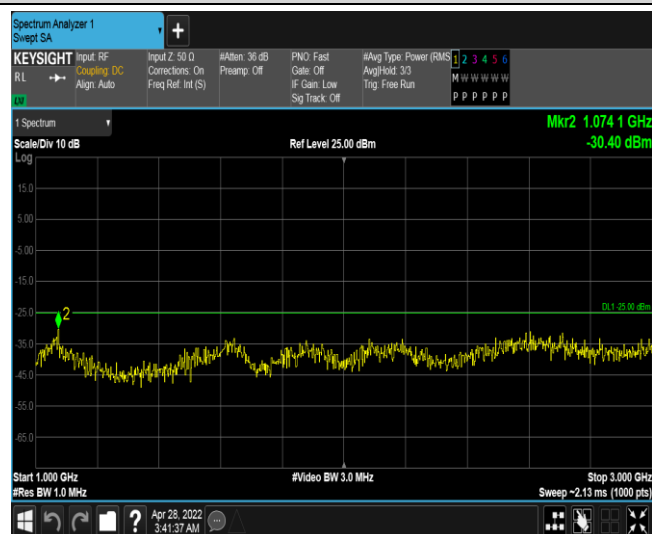 Spectrum Analyzer 1
Swept SA
+
KEYSIGHT Input: RF Input Z: 50 Ω #Atten: 36 dB PNO: Fast #Avg Type: Power (RMS 1 2 3 4 5 6
RL Coupling: DC Corrections: On Preamp: Off Gate: Off Avg|Hold: 3/3 M W W W W W
Align: Auto Freq Ref: Int (S) IF Gain: Low Trig: Free Run
Sig Track: Off P P P P P P
1 Spectrum
Mkr2 1.074 1 GHz
Scale/Div 10 dB Ref Level 25.00 dBm -30.40 dBm
Log
15.0
5.00
-5.00
-15.0
DL1 -25.00 dBm
-25.0
2
-35.0
-45.0
-55.0
-65.0
Start 1.000 GHz #Video BW 3.0 MHz Stop 3.000 GHz
#Res BW 1.0 MHz Sweep ~2.13 ms (1000 pts)
? Apr 28, 2022
3:41:37 AM